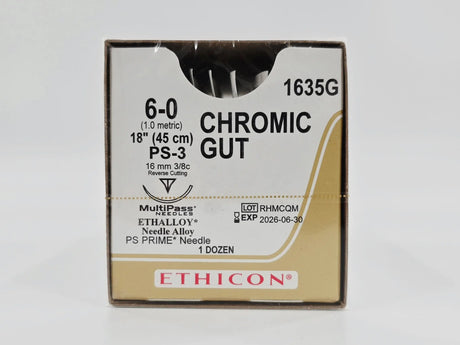 1635G
6-0
(1.0 metric)
18" (45 cm)
PS-3
16 mm 3/8c
Reverse Cutting
CHROMIC
GUT
MultiPass®
NEEDLES
ETHALLOY®
Needle Alloy
PS PRIME* Needle
1 DOZEN
LOT RHMCQM
EXP 2026-06-30
ETHICON®